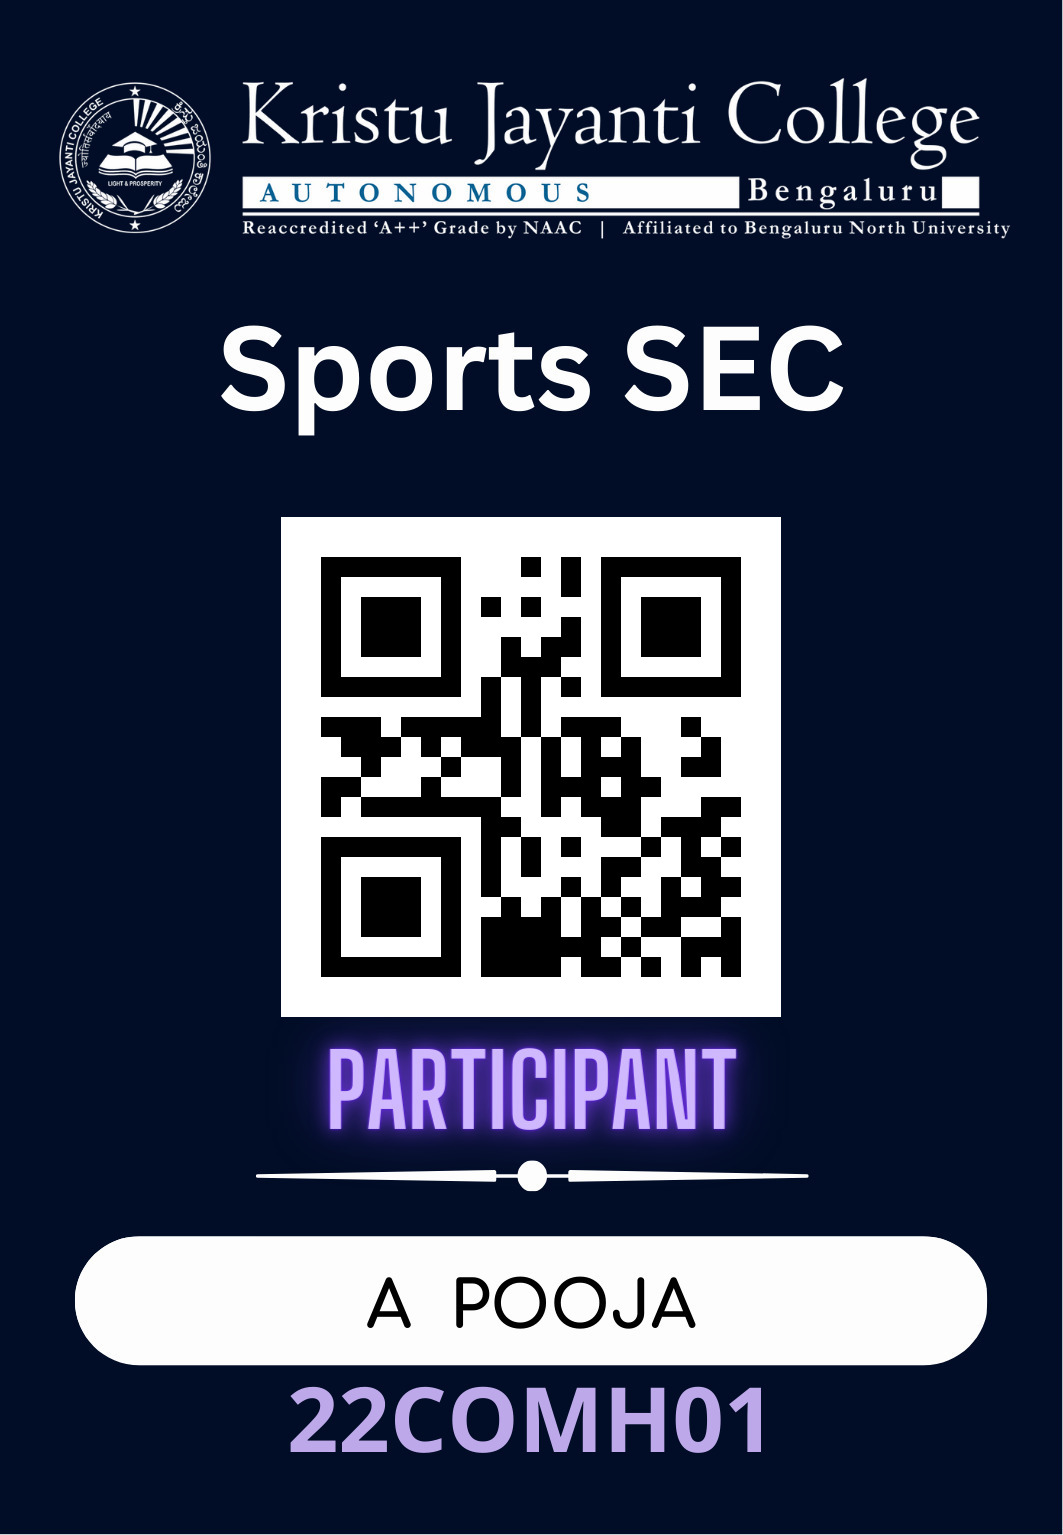 KRISTU JAYANTI COLLEGE
LIGHT & PROSPERITY
Kristu Jayanti College
AUTONOMOUS Bengaluru
Reaccredited ‘A++’ Grade by NAAC | Affiliated to Bengaluru North University
Sports SEC
PARTICIPANT
A POOJA
22COMH01